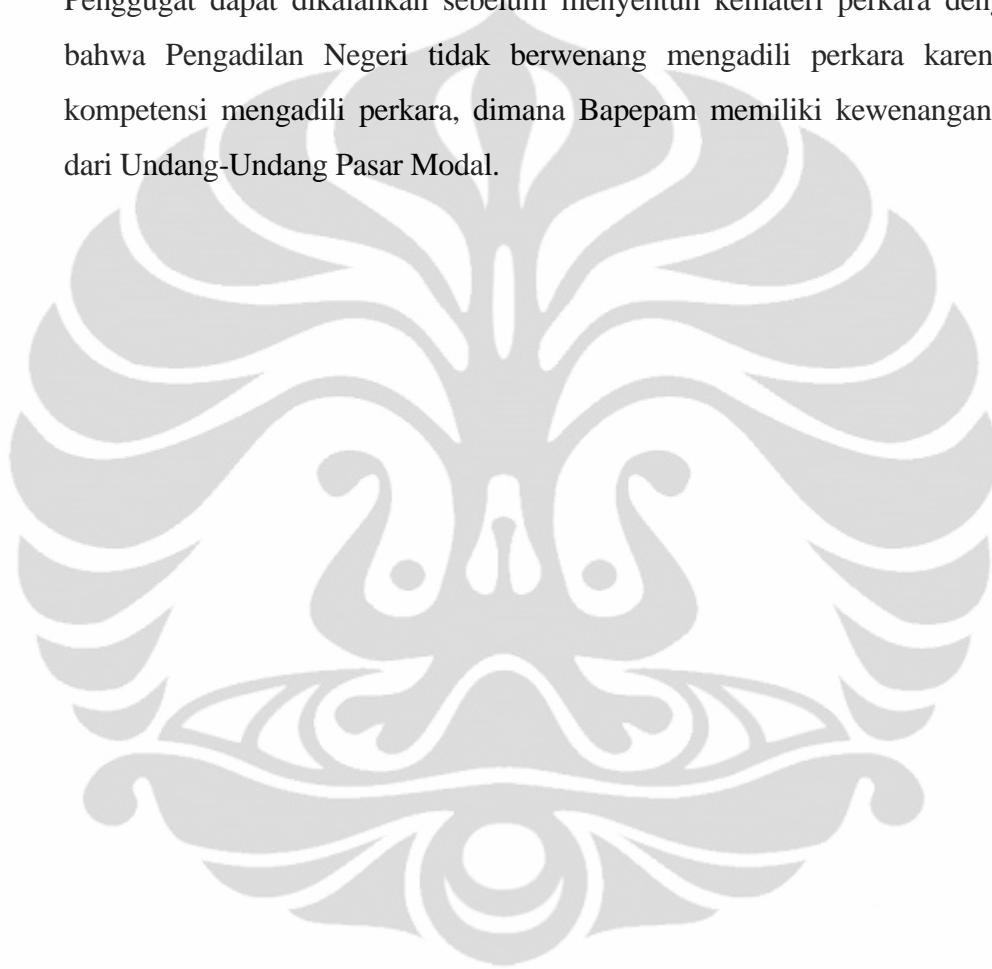 Penggugat dapat dikalahkan sebelum menyentuh kemateri perkara
bahwa Pengadilan Negeri tidak berwenang mengadili perkara karen
kompetensi mengadili perkara, dimana Bapepam memiliki kewenangan
dari Undang-Undang Pasar Modal.